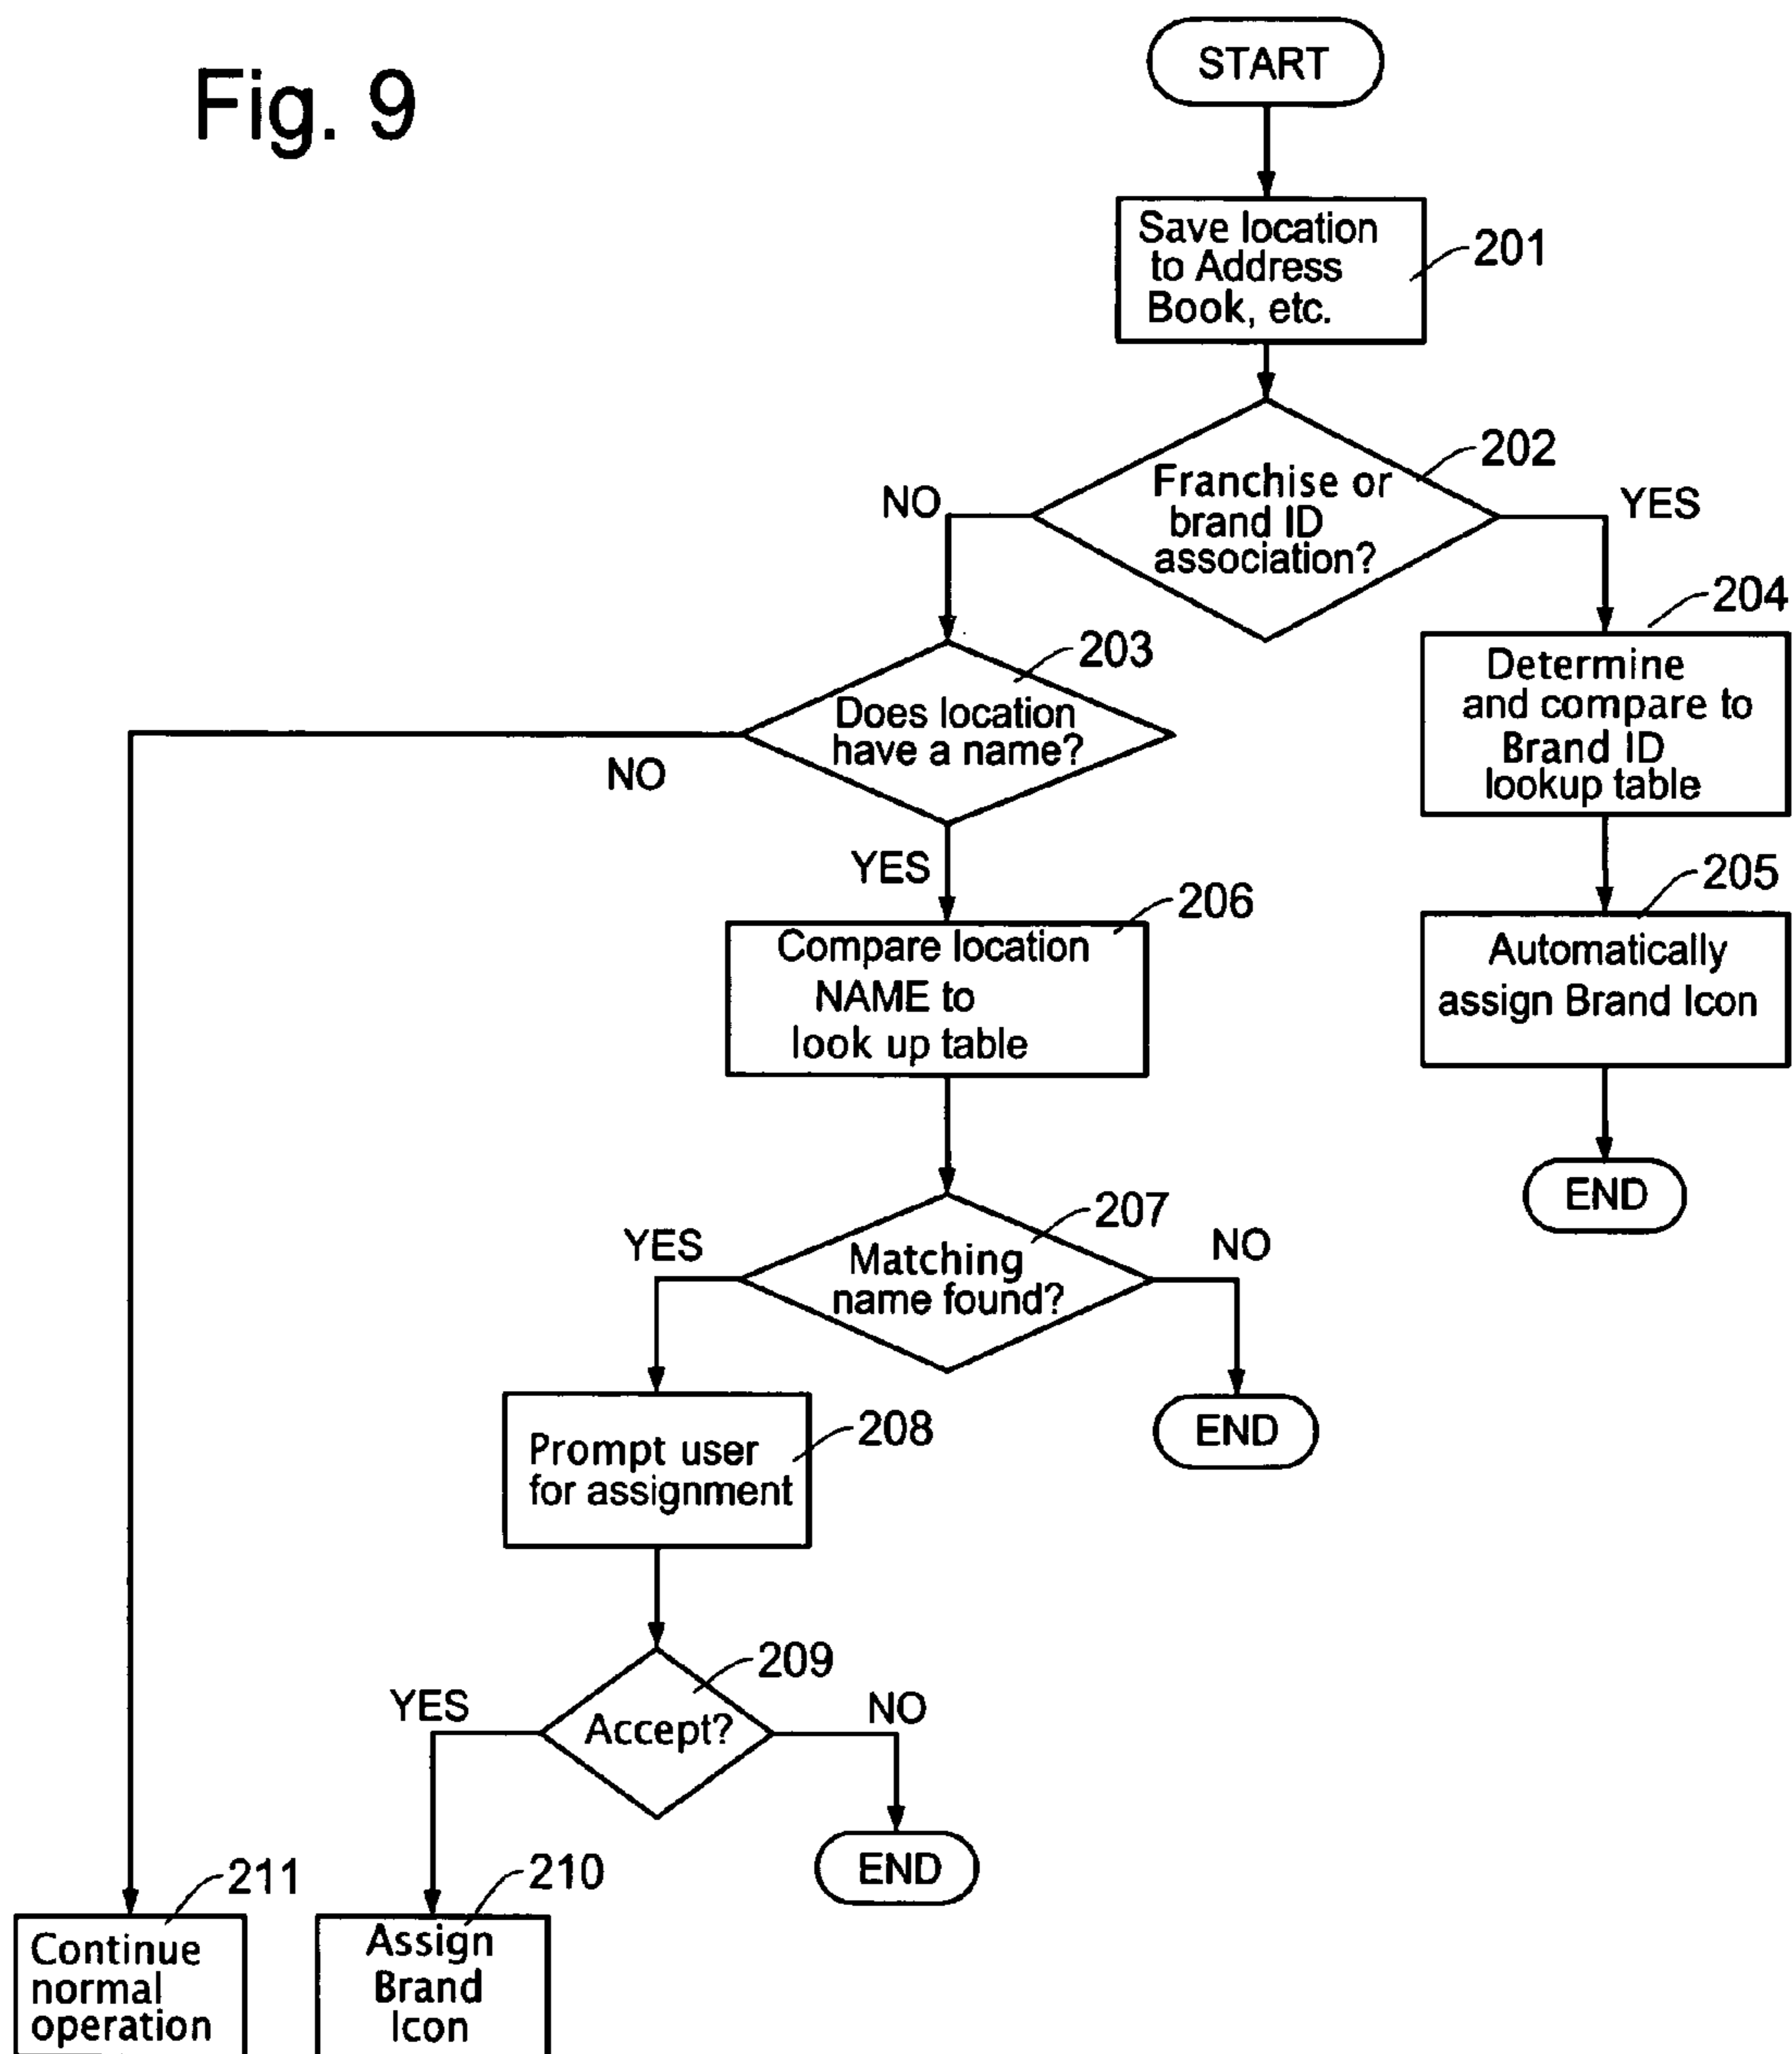 Fig. 9
START
Save location
to Address
Book, etc.
201
Franchise or
brand ID
association?
202
NO
YES
203
Does location
have a name?
NO
YES
204
Determine
and compare to
Brand ID
lookup table
205
Automatically
assign Brand Icon
END
206
Compare location
NAME to
look up table
207
Matching
name found?
YES
NO
END
208
Prompt user
for assignment
209
Accept?
YES
NO
END
211
Continue
normal
operation
210
Assign
Brand
Icon